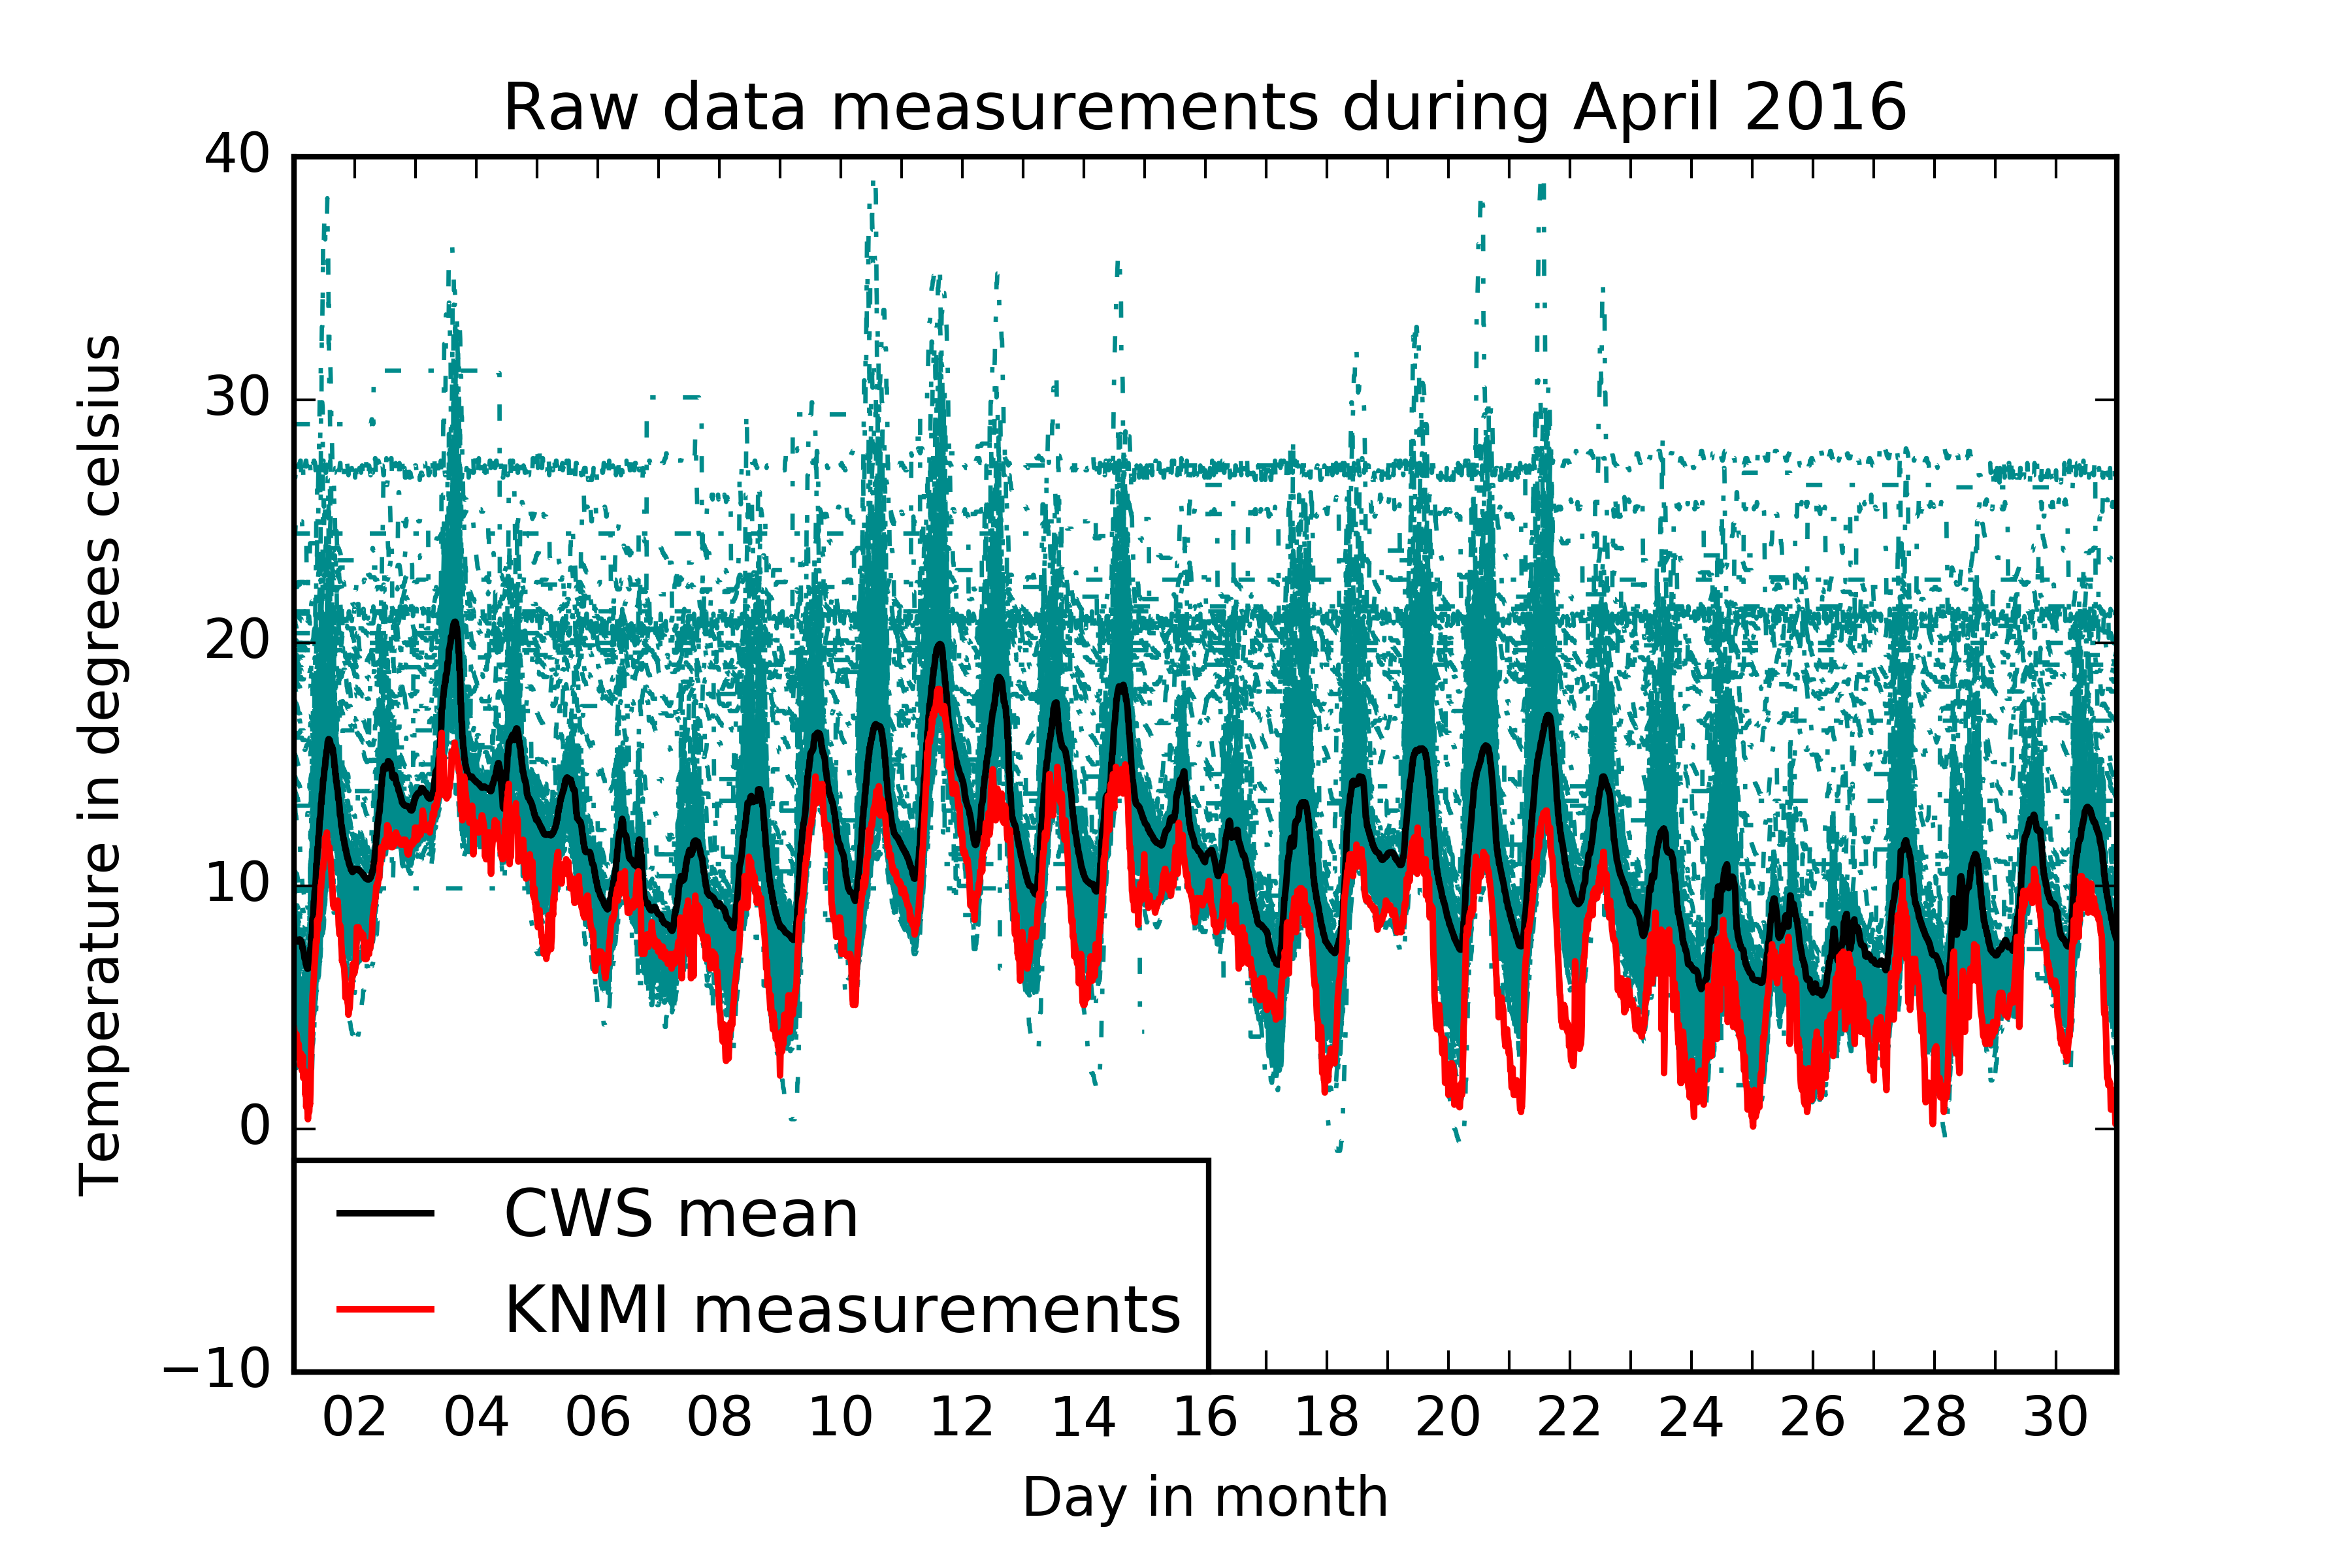 Raw data measurements during April 2016
40
30
20
10
0
−10
Temperature in degrees celsius
CWS mean
KNMI measurements
02 04 06 08 10 12 14 16 18 20 22 24 26 28 30
Day in month